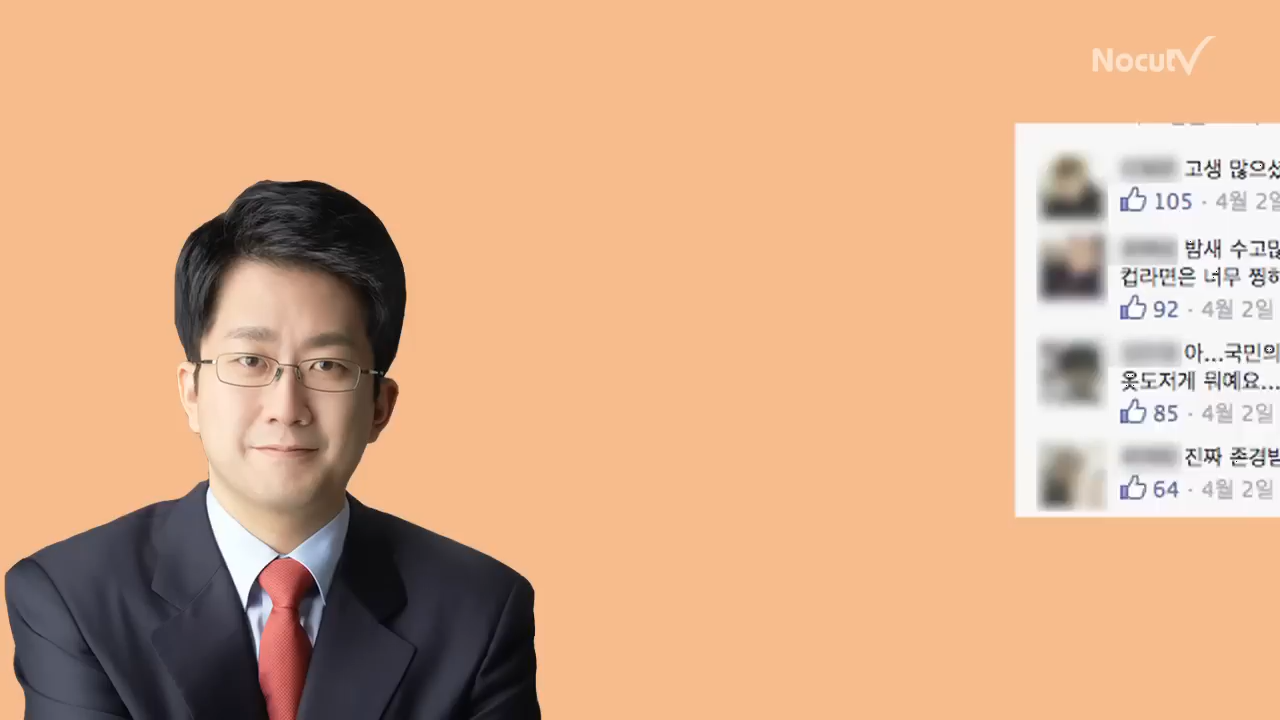 NocutV
고생 많으셨
105 · 4월 2일
밤새 수고많
컵라면은 너무 찡하
92 · 4월 2일
아...국민의
옷도저게 뭐예요...
85 · 4월 2일
진짜 존경받
64 · 4월 2일